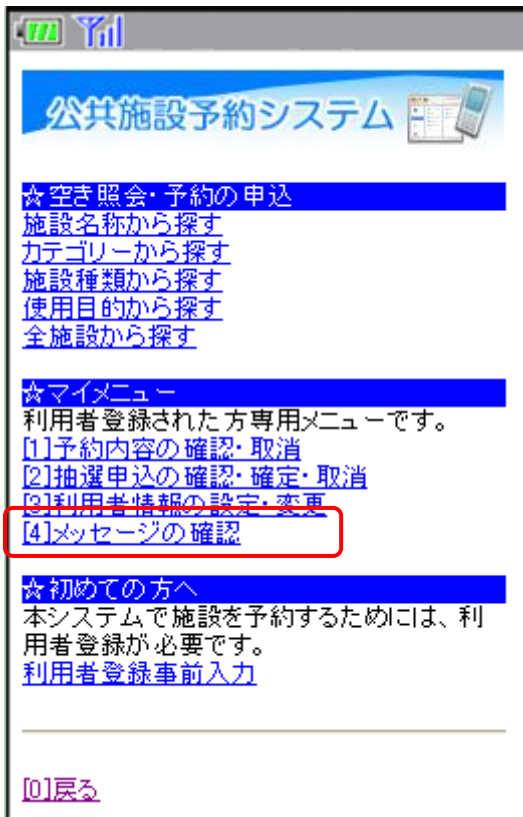 公共施設予約システム
☆空き照会・予約の申込
施設名称から探す
カテゴリーから探す
施設種類から探す
使用目的から探す
全施設から探す
☆マイメニュー
利用者登録された方専用メニューです。
[1]予約内容の確認・取消
[2]抽選申込の確認・確定・取消
[3]利用者情報の設定・変更
[4]メッセージの確認
☆初めての方へ
本システムで施設を予約するためには、利
用者登録が必要です。
利用者登録事前入力
[0]戻る